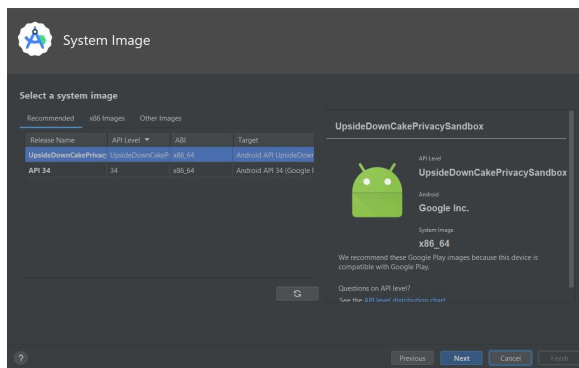 System Image
Select a system image
Recommended x86 Images Other Images
Release Name API Level ABI Target
UpsideDownCakePrivac UpsideDownCakeP x86_64 Android API UpsideDown
API 34 34 x86_64 Android API 34 (Google
UpsideDownCakePrivacySandbox
API Level
UpsideDownCakePrivacySandbox
Android
Google Inc.
System Image
x86_64
We recommend these Google Play images because this device is
compatible with Google Play.
Questions on API level?
See the API level distribution chart
? Previous Next Cancel Finish